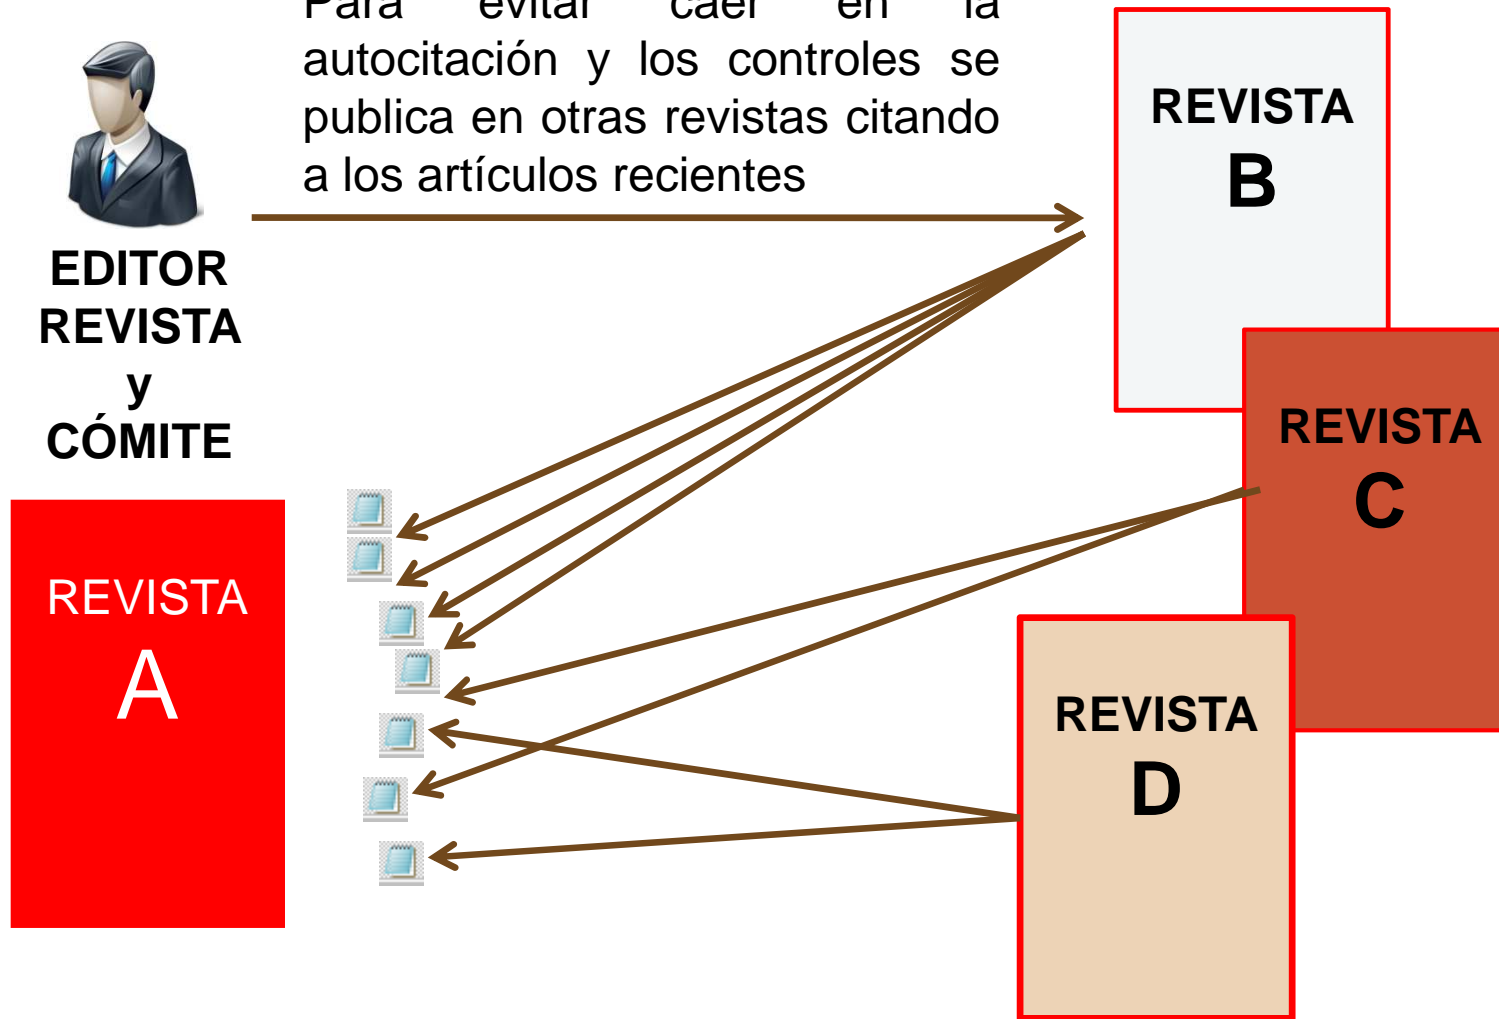 Para evitar caer en la
autocitación y los controles se
publica en otras revistas citando
a los artículos recientes
EDITOR
REVISTA
y
CÓMITE
REVISTA
A
REVISTA
B
REVISTA
C
REVISTA
D